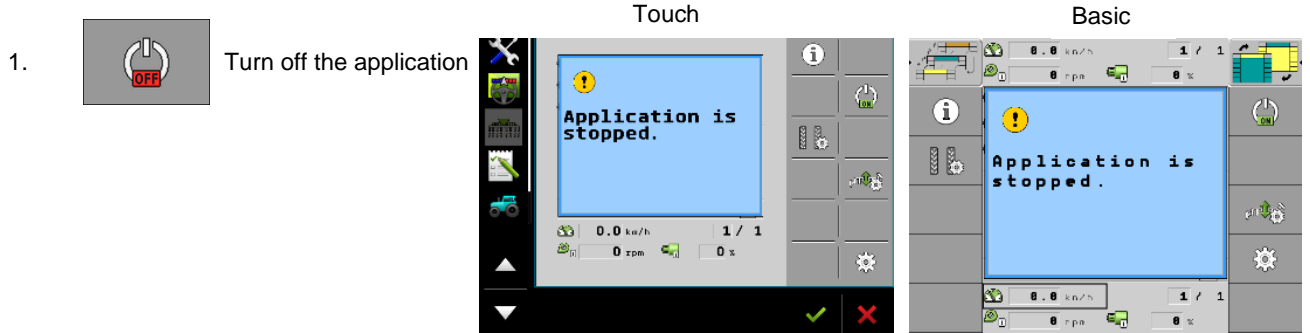 Touch
Basic
1.
OFF
Turn off the application
i
ON
Application is
stopped.
0.0 km/h
1 / 1
0 rpm
0 %
0.0 km/h
1 / 1
0 rpm
0 %
i
ON
Application is
stopped.
0.0 km/h
1 / 1
0 rpm
0 %